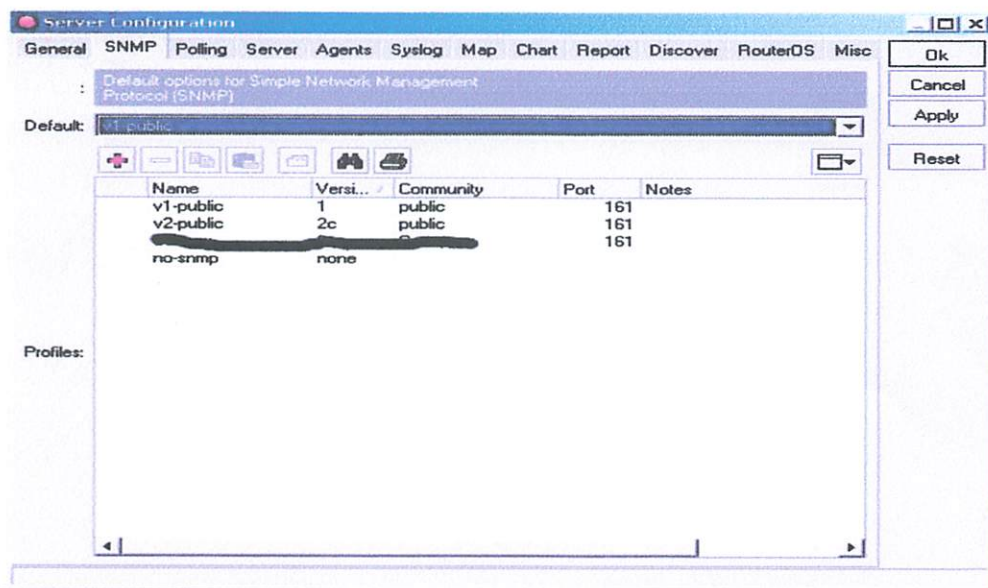 Server Configuration
General SNMP Polling Server Agents Syslog Map Chart Report Discover RouterOS Misc
Ok
: Default options for Simple Network Management
Protocol (SNMP)
Cancel
Default: v1-public
Apply
Reset
Name Versi... Community Port Notes
v1-public 1 public 161
v2-public 2c public 161
161
no-snmp none
Profiles: